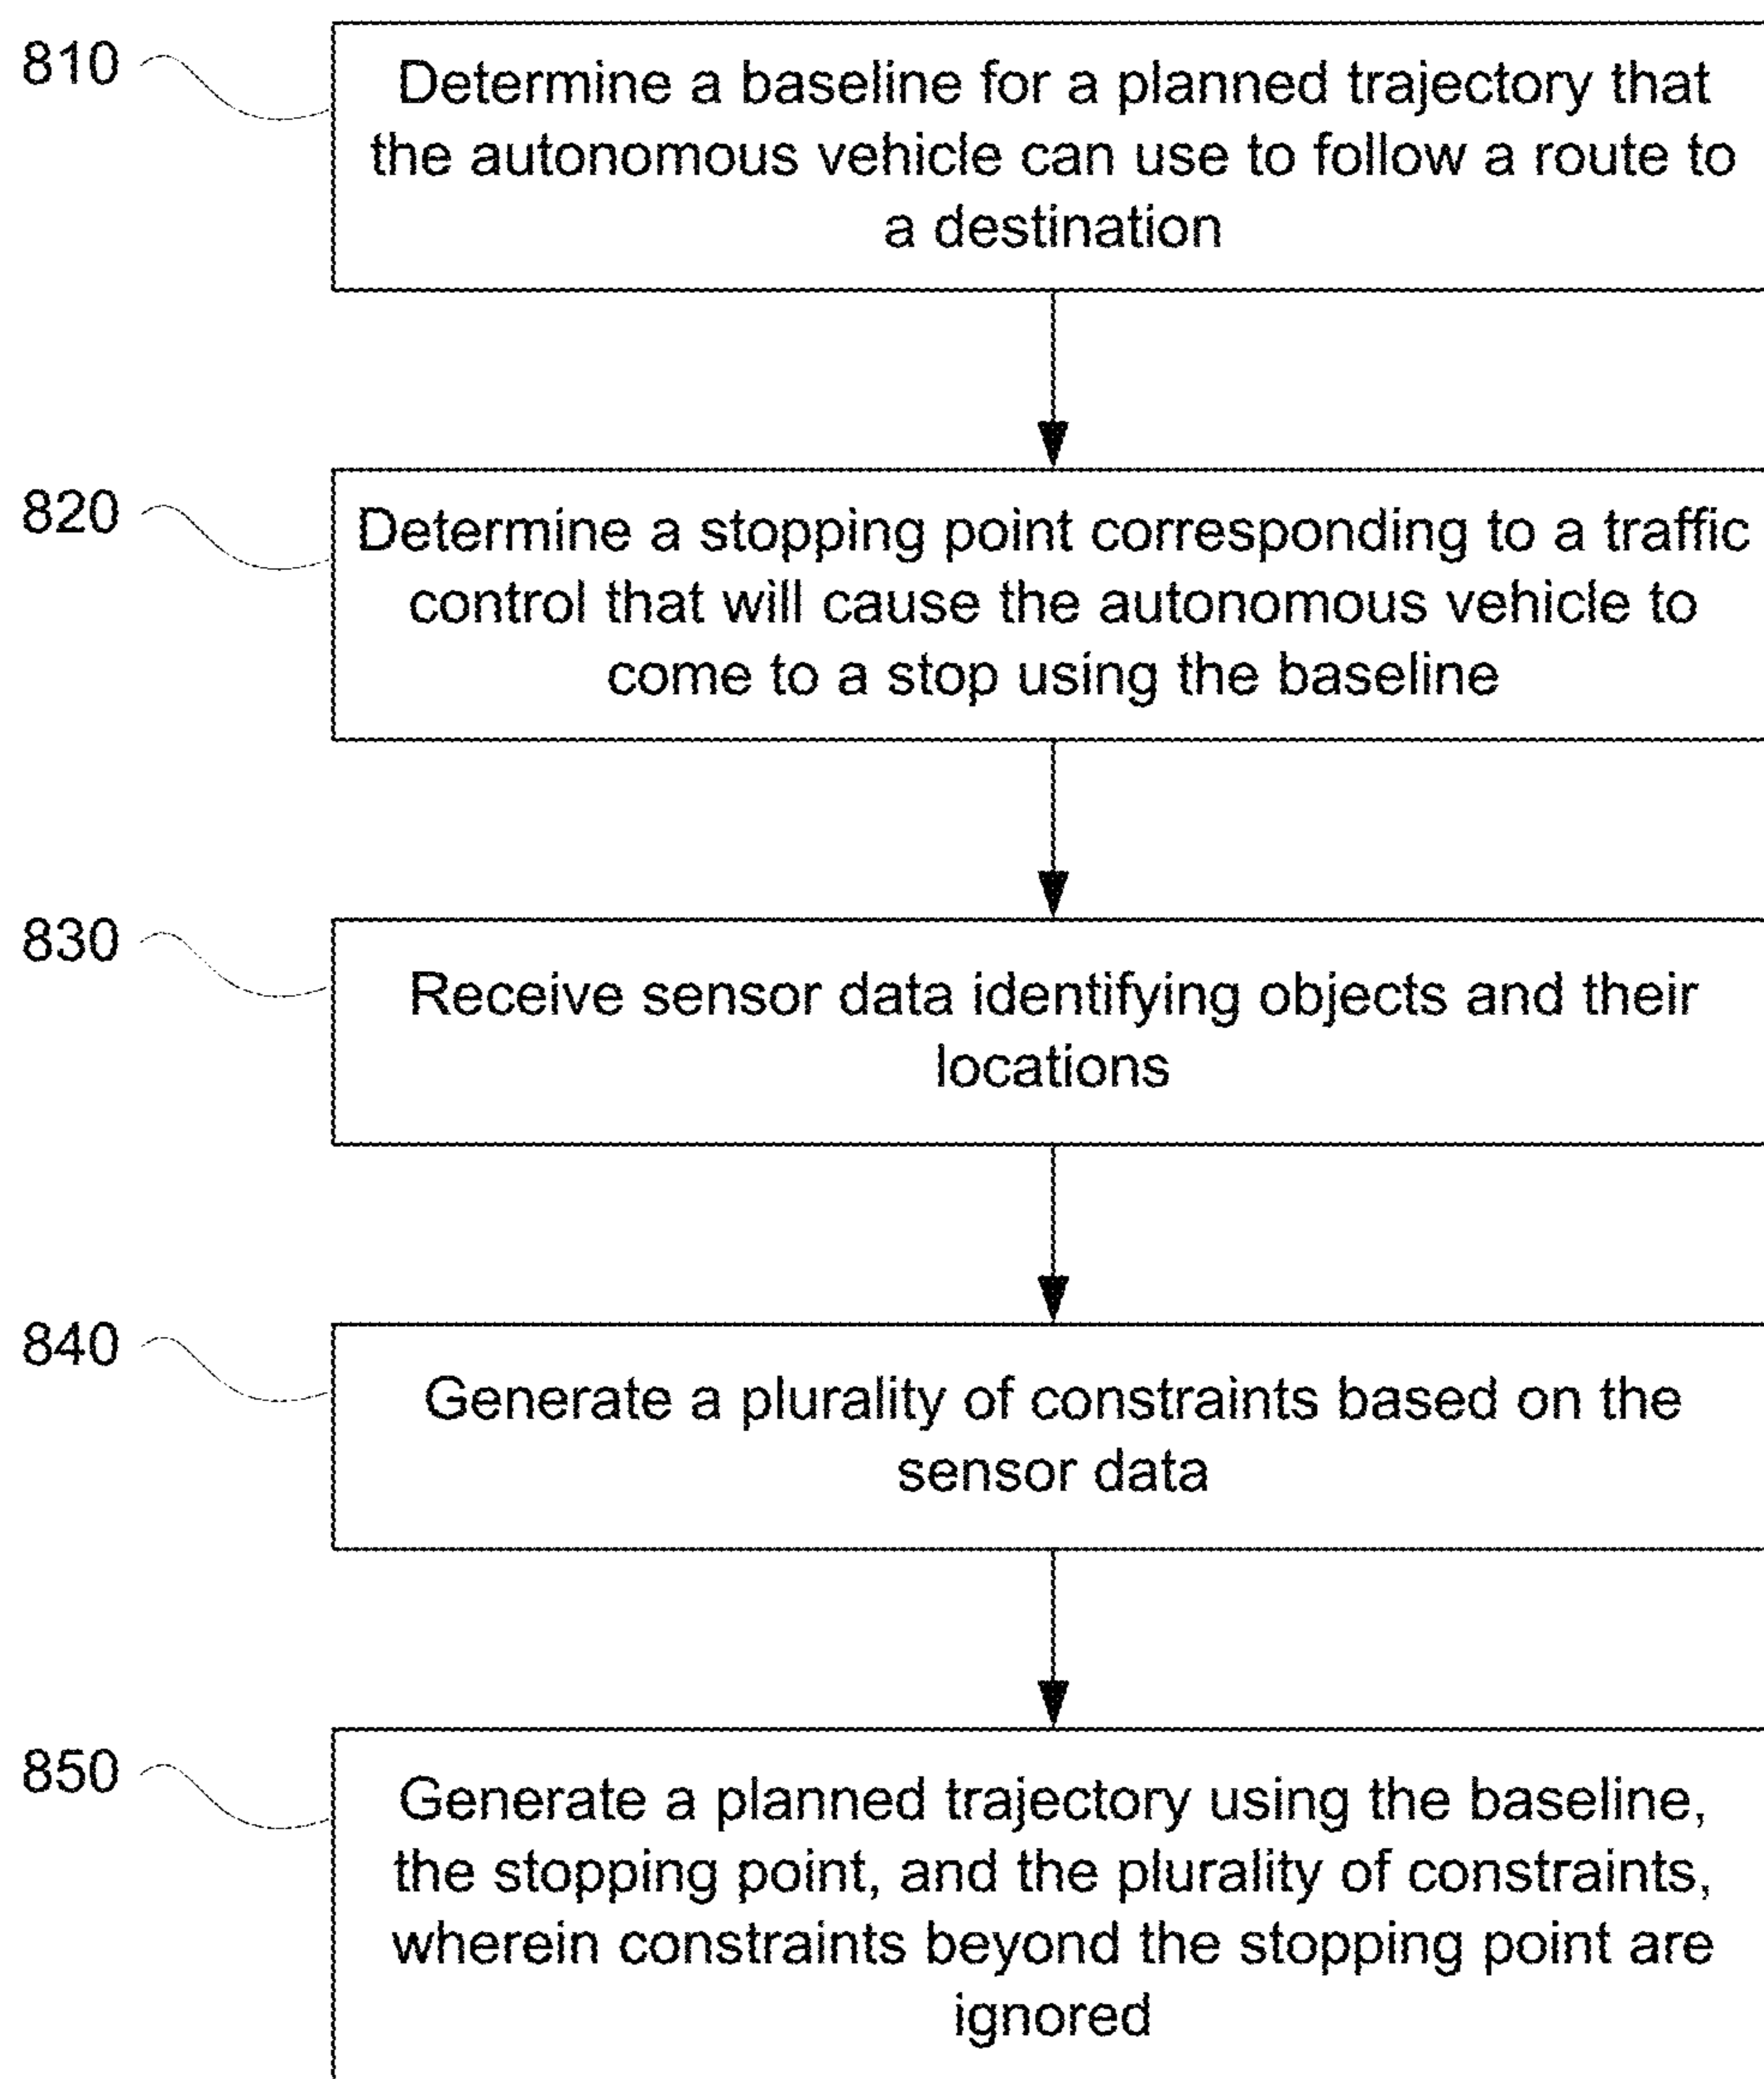 810
Determine a baseline for a planned trajectory that
the autonomous vehicle can use to follow a route to
a destination
820
Determine a stopping point corresponding to a traffic
control that will cause the autonomous vehicle to
come to a stop using the baseline
830
Receive sensor data identifying objects and their
locations
840
Generate a plurality of constraints based on the
sensor data
850
Generate a planned trajectory using the baseline,
the stopping point, and the plurality of constraints,
wherein constraints beyond the stopping point are
ignored